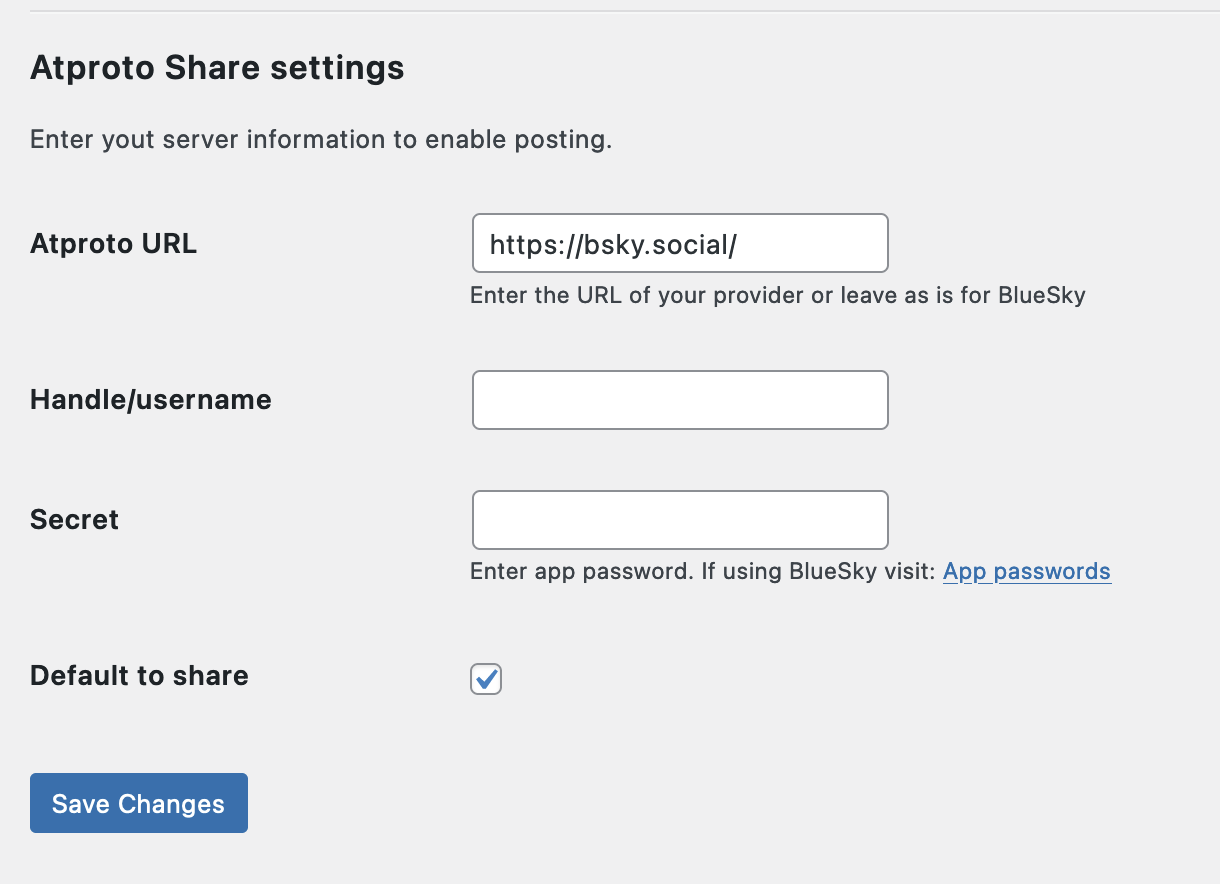 Atproto Share settings
Enter yout server information to enable posting.
Atproto URL
https://bsky.social/
Enter the URL of your provider or leave as is for BlueSky
Handle/username
Secret
Enter app password. If using BlueSky visit: App passwords
Default to share
Save Changes